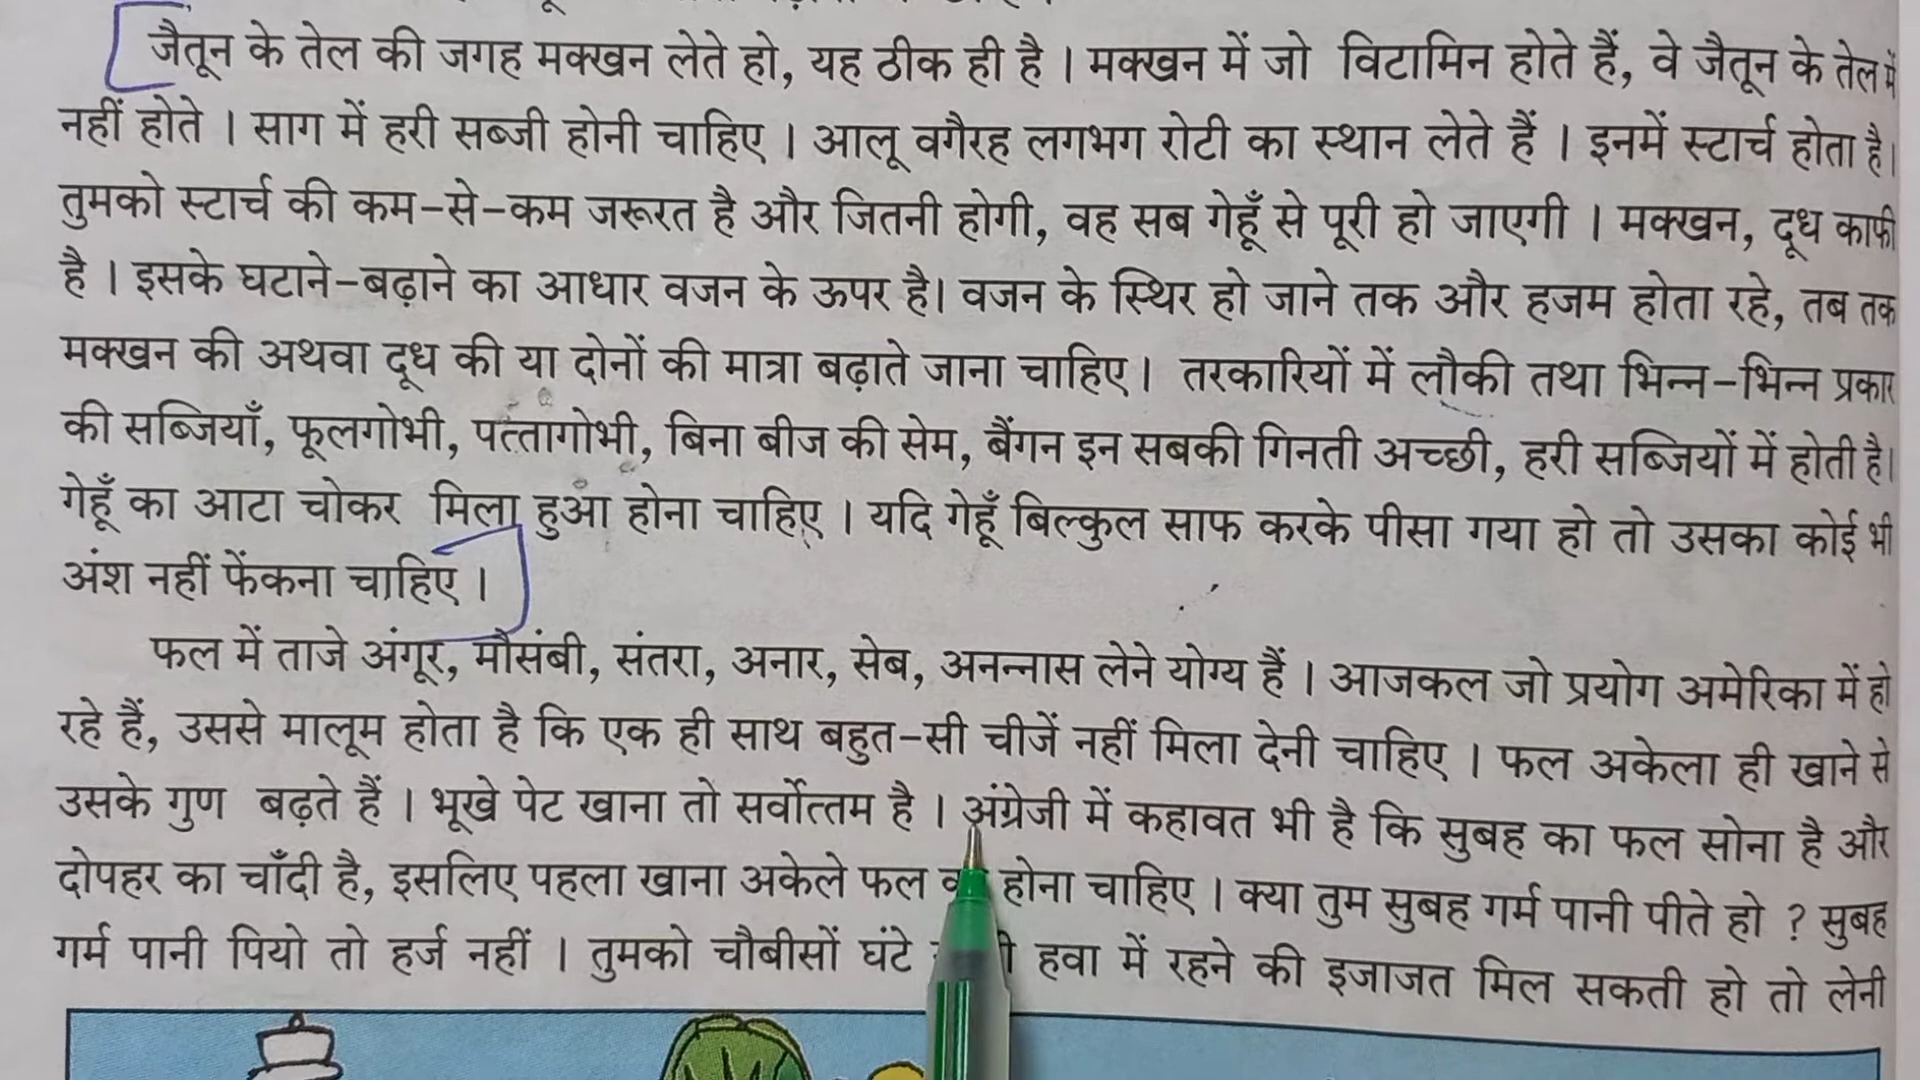 जैतून के तेल की जगह मक्खन लेते हो, यह ठीक ही है । मक्खन में जो विटामिन होते हैं, वे जैतून के तेल में
नहीं होते । साग में हरी सब्जी होनी चाहिए । आलू वगैरह लगभग रोटी का स्थान लेते हैं । इनमें स्टार्च होता है।
तुमको स्टार्च की कम-से-कम जरूरत है और जितनी होगी, वह सब गेहूँ से पूरी हो जाएगी । मक्खन, दूध काफी
है । इसके घटाने-बढ़ाने का आधार वजन के ऊपर है। वजन के स्थिर हो जाने तक और हजम होता रहे, तब तक
मक्खन की अथवा दूध की या दोनों की मात्रा बढ़ाते जाना चाहिए। तरकारियों में लौकी तथा भिन्न-भिन्न प्रकार
की सब्जियाँ, फूलगोभी, पत्तागोभी, बिना बीज की सेम, बैंगन इन सबकी गिनती अच्छी, हरी सब्जियों में होती है।
गेहूँ का आटा चोकर मिला हुआ होना चाहिए । यदि गेहूँ बिल्कुल साफ करके पीसा गया हो तो उसका कोई भी
अंश नहीं फेंकना चाहिए ।
फल में ताजे अंगूर, मौसंबी, संतरा, अनार, सेब, अनन्नास लेने योग्य हैं । आजकल जो प्रयोग अमेरिका में हो
रहे हैं, उससे मालूम होता है कि एक ही साथ बहुत-सी चीजें नहीं मिला देनी चाहिए । फल अकेला ही खाने से
उसके गुण बढ़ते हैं । भूखे पेट खाना तो सर्वोत्तम है । अंग्रेजी में कहावत भी है कि सुबह का फल सोना है और
दोपहर का चाँदी है, इसलिए पहला खाना अकेले फल होना चाहिए । क्या तुम सुबह गर्म पानी पीते हो ? सुबह
गर्म पानी पियो तो हर्ज नहीं । तुमको चौबीसों घंटे हवा में रहने की इजाजत मिल सकती हो तो लेनी